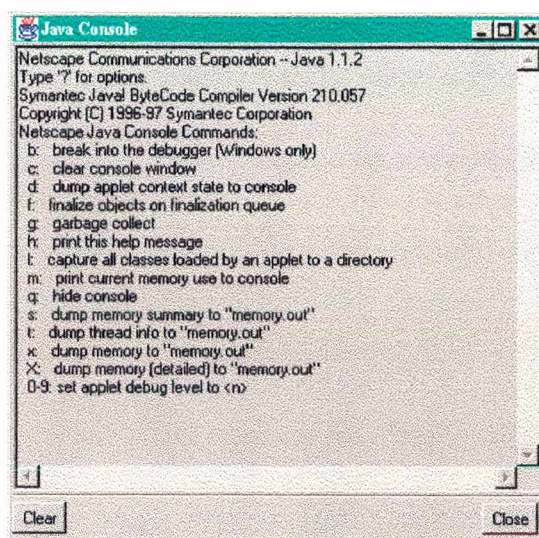 Java Console
Netscape Communications Corporation -- Java 1.1.2
Type '?' for options.
Symantec Java! ByteCode Compiler Version 210.057
Copyright (C) 1996-97 Symantec Corporation
Netscape Java Console Commands:
b: break into the debugger (Windows only)
c: clear console window
d: dump applet context state to console
f: finalize objects on finalization queue
g: garbage collect
h: print this help message
l: capture all classes loaded by an applet to a directory
m: print current memory use to console
q: hide console
s: dump memory summary to "memory.out"
t: dump thread info to "memory.out"
x: dump memory to "memory.out"
X: dump memory (detailed) to "memory.out"
0-9: set applet debug level to <n>
Clear
Close